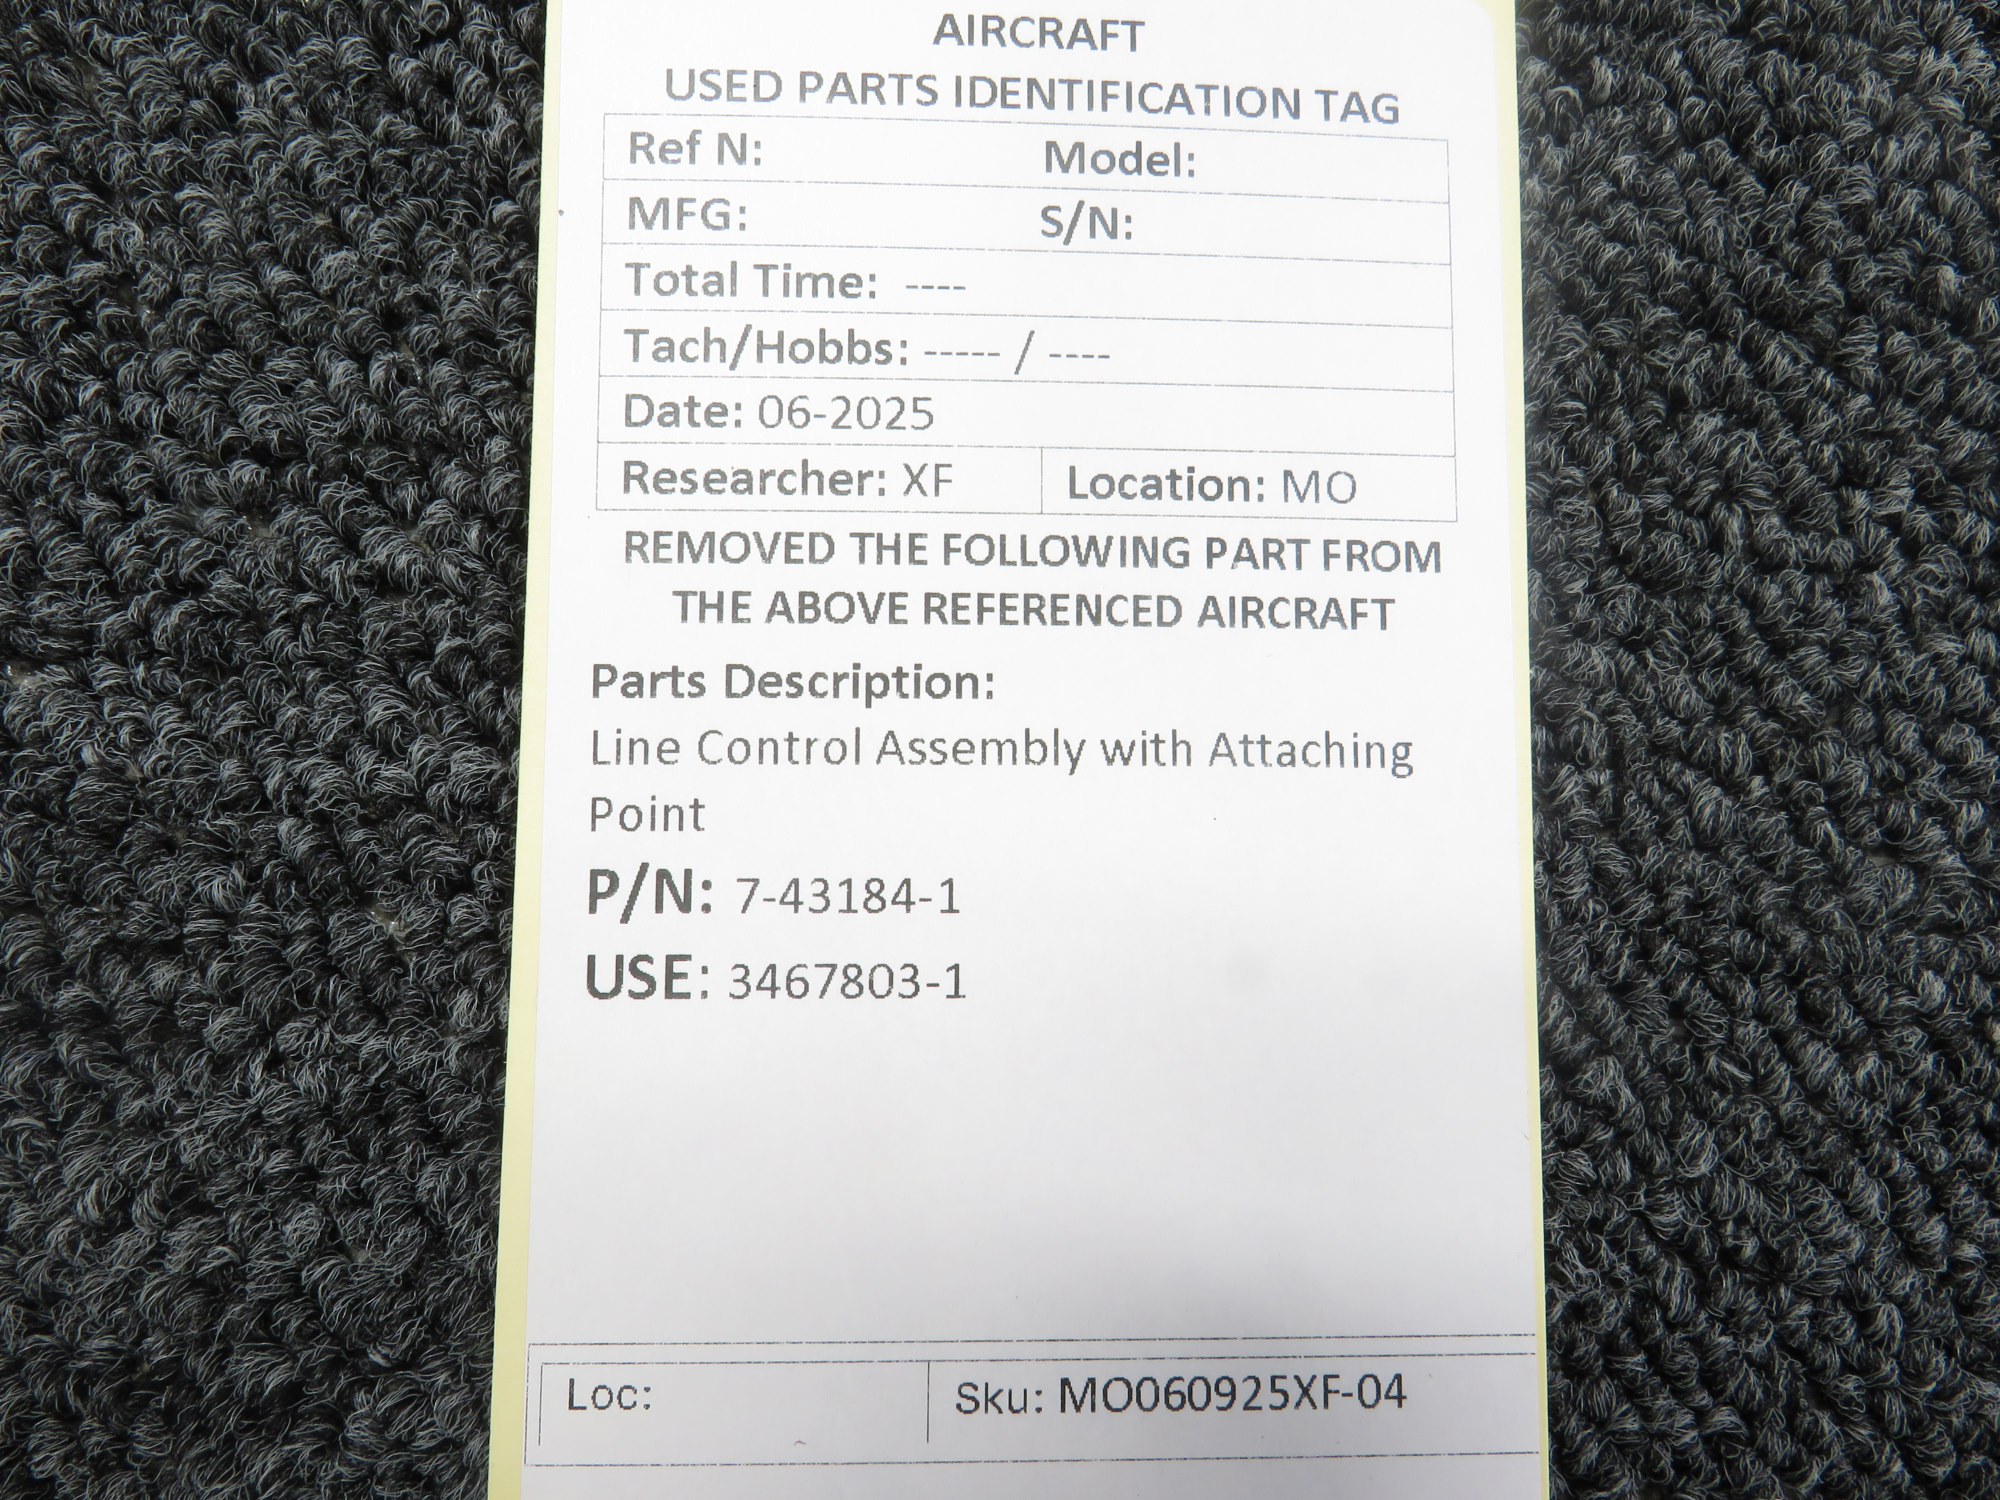 AIRCRAFT
USED PARTS IDENTIFICATION TAG
Ref N: Model:
MFG: S/N:
Total Time: ----
Tach/Hobbs: ----- / ----
Date: 06-2025
Researcher: XF Location: MO
REMOVED THE FOLLOWING PART FROM
THE ABOVE REFERENCED AIRCRAFT
Parts Description:
Line Control Assembly with Attaching
Point
P/N: 7-43184-1
USE: 3467803-1
Loc: Sku: MO060925XF-04